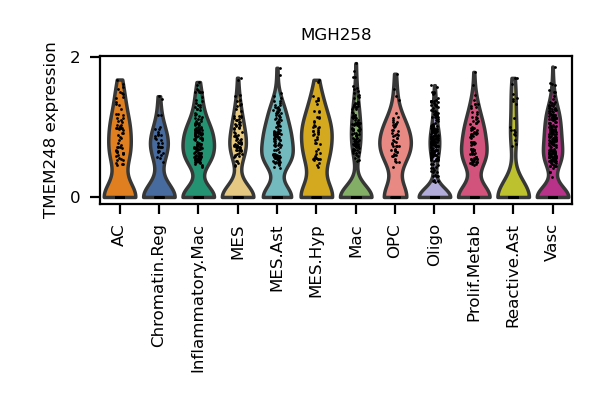 MGH258
TMEM248 expression
2
0
AC
Chromatin.Reg
Inflammatory.Mac
MES
MES.Ast
MES.Hyp
Mac
OPC
Oligo
Prolif.Metab
Reactive.Ast
Vasc